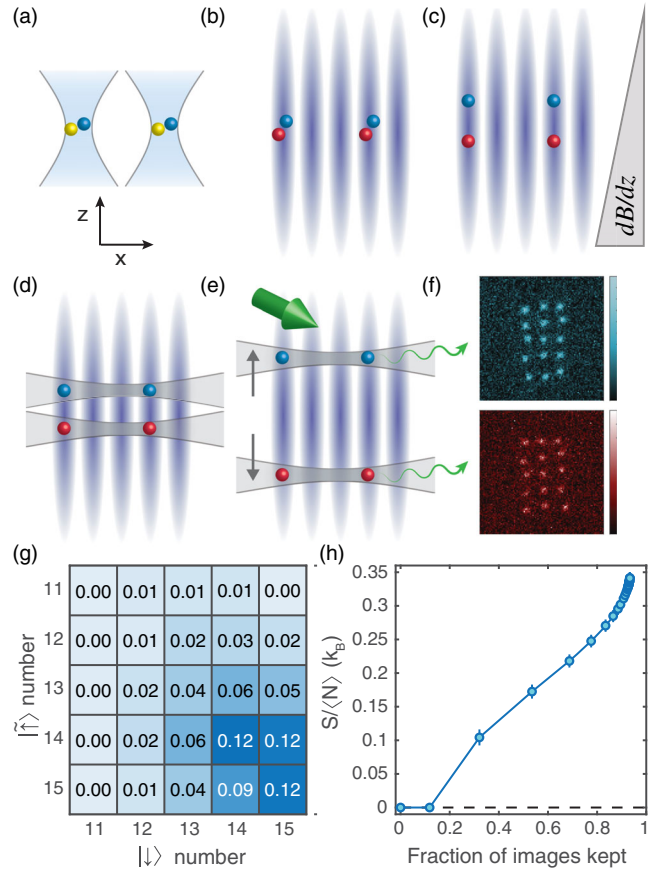 (a)
(b)
(c)
z
x
dB/dz
(d)
(e)
(f)
(g)
11 0.00 0.01 0.01 0.01 0.00
12 0.00 0.01 0.02 0.03 0.02
13 0.00 0.02 0.04 0.06 0.05
14 0.00 0.02 0.06 0.12 0.12
15 0.00 0.01 0.04 0.09 0.12
11 12 13 14 15
|↑̃⟩ number
|↓⟩ number
(h)
0.35
0.3
0.25
0.2
0.15
0.1
0.05
0
0 0.2 0.4 0.6 0.8 1
S/⟨N⟩ (k_B)
Fraction of images kept